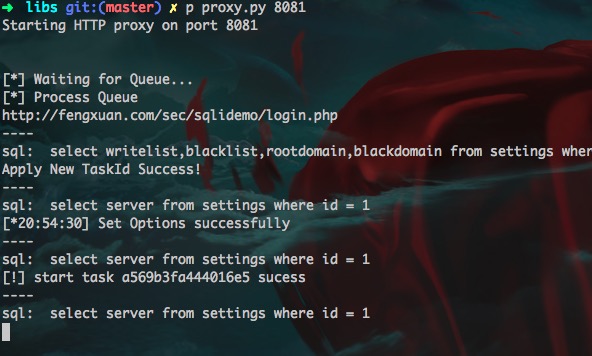 ➜ libs git:(master) ✗ p proxy.py 8081
Starting HTTP proxy on port 8081
[*] Waiting for Queue...
[*] Process Queue
http://fengxuan.com/sec/sqlidemo/login.php
----
sql:  select writelist,blacklist,rootdomain,blackdomain from settings wher
Apply New TaskId Success!
----
sql:  select server from settings where id = 1
[*20:54:30] Set Options successfully
----
sql:  select server from settings where id = 1
[!] start task a569b3fa444016e5 sucess
----
sql:  select server from settings where id = 1